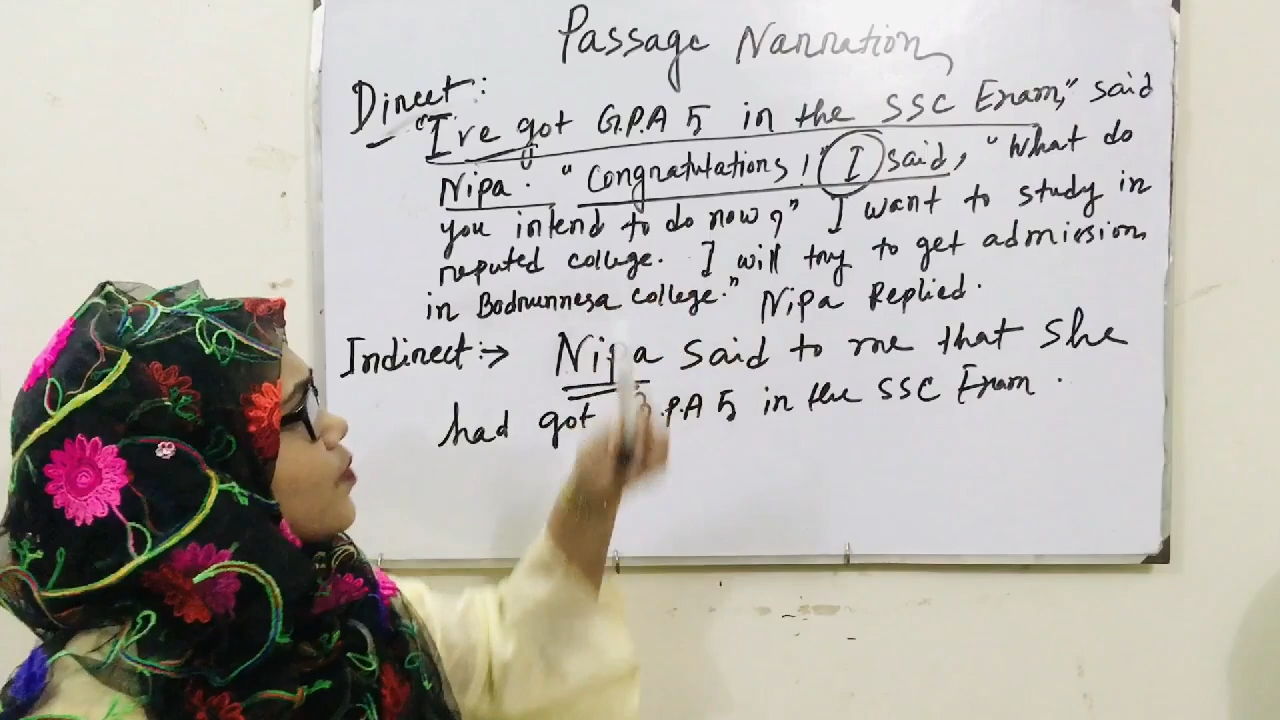 Passage Narration
Direct:
"I've got G.P.A 5 in the SSC Exam," said
Nipa. "Congratulations!" I said, "What do
you intend to do now?" I want to study in
reputed college. I will try to get admission
in Badrunnesa college." Nipa Replied.
Indirect:→ Nipa said to me that she
had got G.P.A 5 in the SSC Exam.